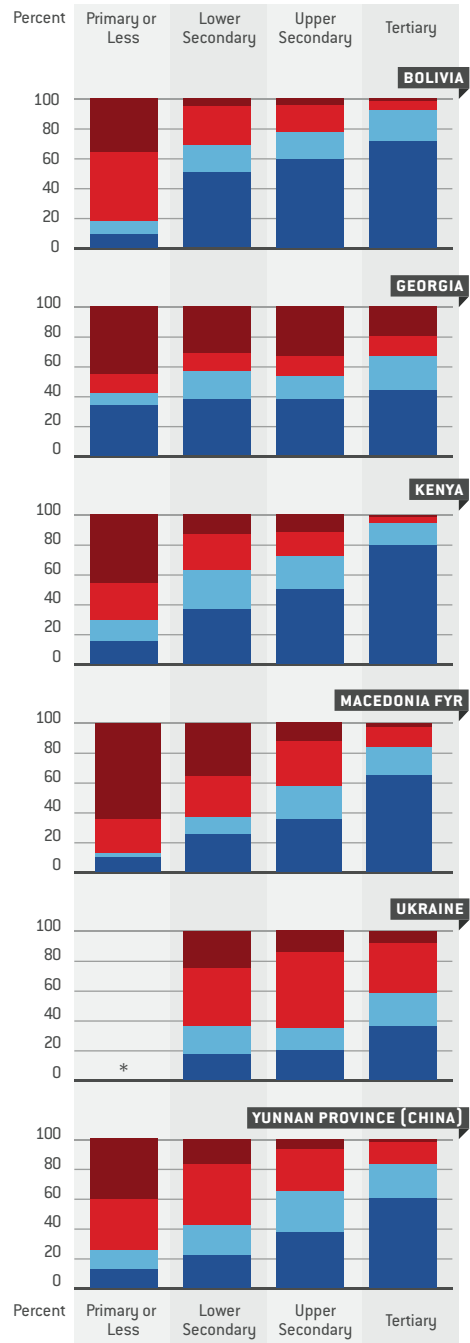 Percent
Primary or Less
Lower Secondary
Upper Secondary
Tertiary
BOLIVIA
100
80
60
40
20
0
GEORGIA
100
80
60
40
20
0
KENYA
100
80
60
40
20
0
MACEDONIA FYR
100
80
60
40
20
0
UKRAINE
100
80
60
40
20
0
*
YUNNAN PROVINCE (CHINA)
100
80
60
40
20
0
Percent
Primary or Less
Lower Secondary
Upper Secondary
Tertiary